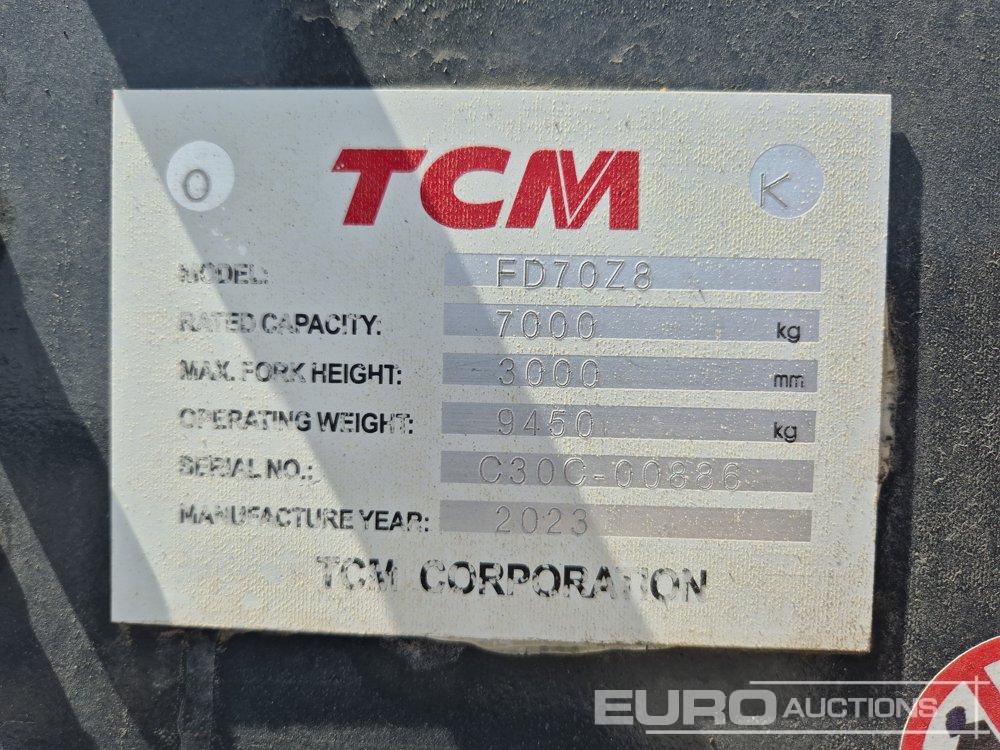 O TCM K
MODEL: FD70Z8
RATED CAPACITY: 7000 kg
MAX. FORK HEIGHT: 3000 mm
OPERATING WEIGHT: 9450 kg
SERIAL NO.: C30C-00886
MANUFACTURE YEAR: 2023
TCM CORPORATION
EURO AUCTIONS